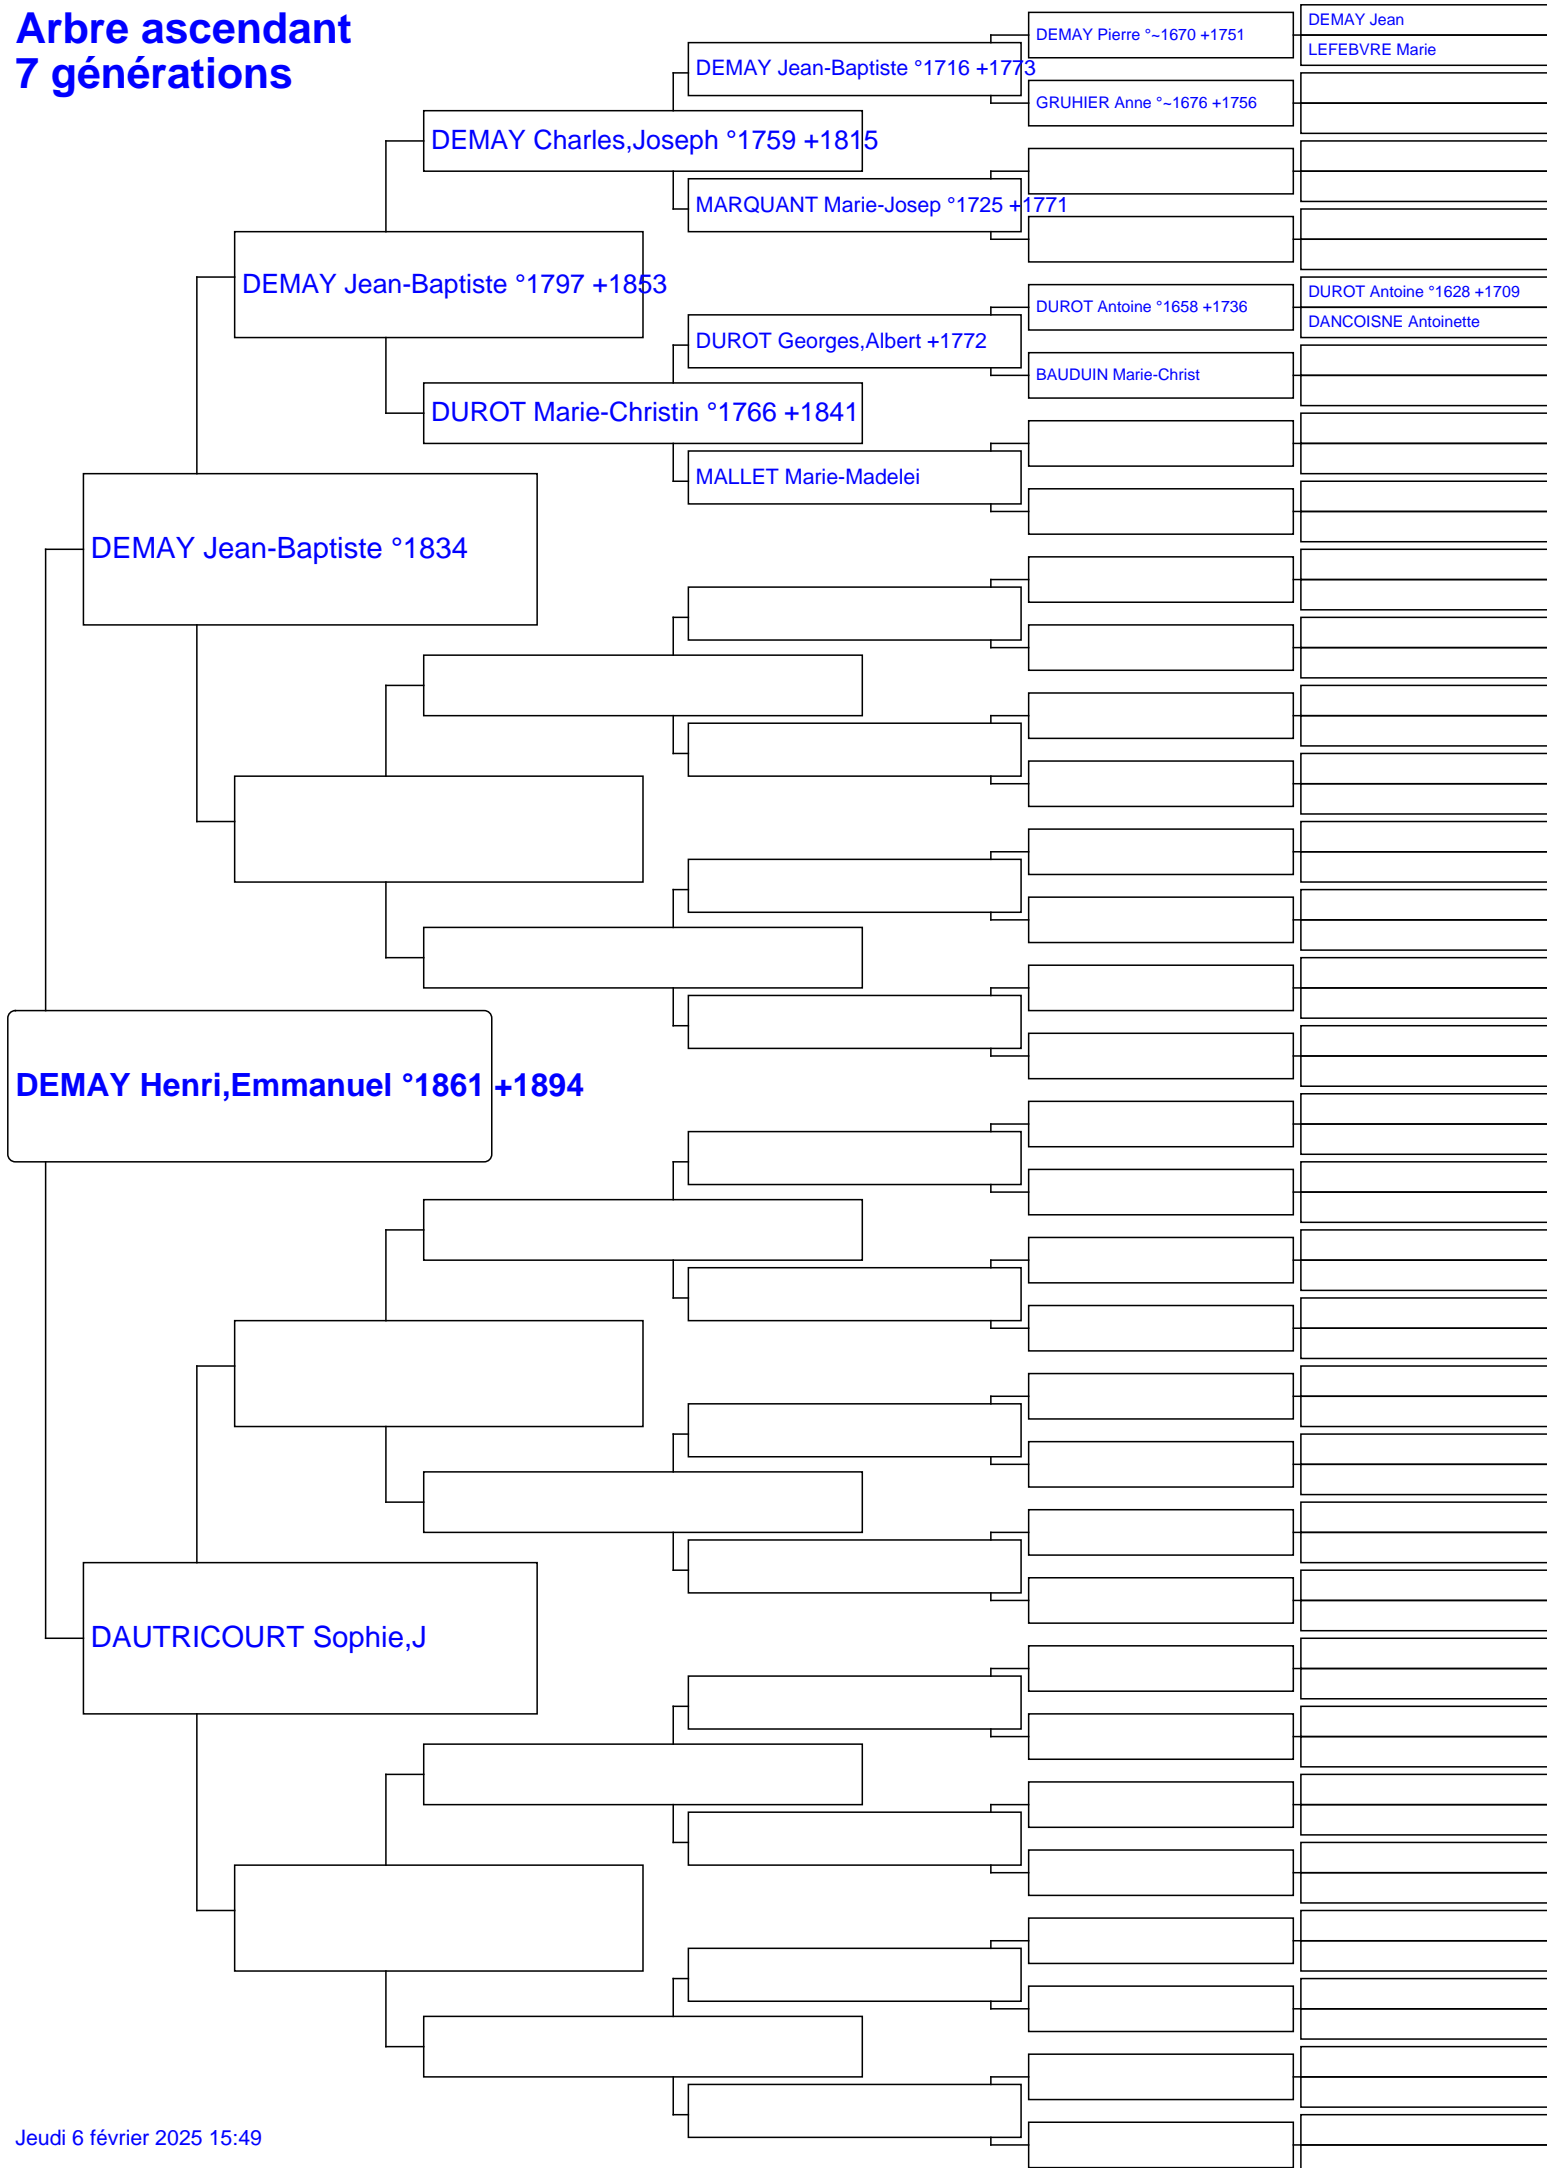 Arbre ascendant
7 générations
DEMAY Pierre °~1670 +1751
DEMAY Jean
LEFEBVRE Marie
DEMAY Jean-Baptiste °1716 +1773
GRUHIER Anne °~1676 +1756
DEMAY Charles,Joseph °1759 +1815
MARQUANT Marie-Josep °1725 +1771
DEMAY Jean-Baptiste °1797 +1853
DUROT Antoine °1658 +1736
DUROT Antoine °1628 +1709
DANCOISNE Antoinette
DUROT Georges,Albert +1772
BAUDUIN Marie-Christ
DUROT Marie-Christin °1766 +1841
MALLET Marie-Madelei
DEMAY Jean-Baptiste °1834
DEMAY Henri,Emmanuel °1861 +1894
DAUTRICOURT Sophie,J
Jeudi 6 février 2025 15:49